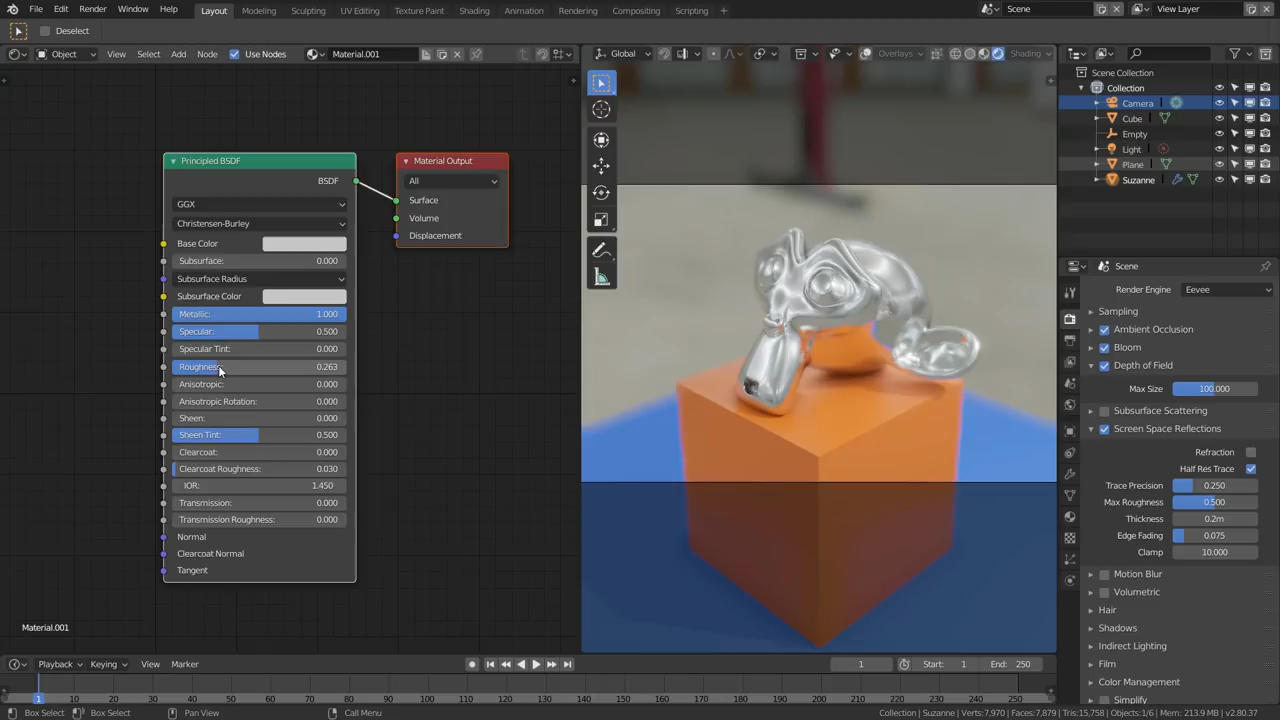 File Edit Render Window Help Layout Modeling Sculpting UV Editing Texture Paint Shading Animation Rendering Compositing Scripting + Scene View Layer
Deselect
Object View Select Add Node Use Nodes Material.001 Global Overlays Shading
Scene Collection
Collection
Camera
Cube
Empty
Light
Plane
Suzanne
Principled BSDF
BSDF
GGX
Christensen-Burley
Base Color
Subsurface: 0.000
Subsurface Radius
Subsurface Color
Metallic: 1.000
Specular: 0.500
Specular Tint: 0.000
Roughness 0.263
Anisotropic: 0.000
Anisotropic Rotation: 0.000
Sheen: 0.000
Sheen Tint: 0.500
Clearcoat: 0.000
Clearcoat Roughness: 0.030
IOR: 1.450
Transmission: 0.000
Transmission Roughness: 0.000
Normal
Clearcoat Normal
Tangent
Material Output
All
Surface
Volume
Displacement
Scene
Render Engine Eevee
Sampling
Ambient Occlusion
Bloom
Depth of Field
Max Size 100.000
Subsurface Scattering
Screen Space Reflections
Refraction
Half Res Trace
Trace Precision 0.250
Max Roughness 0.500
Thickness 0.2m
Edge Fading 0.075
Clamp 10.000
Motion Blur
Volumetric
Hair
Shadows
Indirect Lighting
Film
Color Management
Simplify
Material.001
Playback Keying View Marker 1 Start: 1 End: 250
1 10 20 30 40 50 60 70 80 90 100 110 120 130 140 150 160 170 180 190 200 210 220 230 240 250
Box Select Box Select Pan View Call Menu Collection | Suzanne | Verts:7,970 | Faces:7,879 | Tris:15,758 | Objects:1/6 | Mem: 213.9 MB | v2.80.37